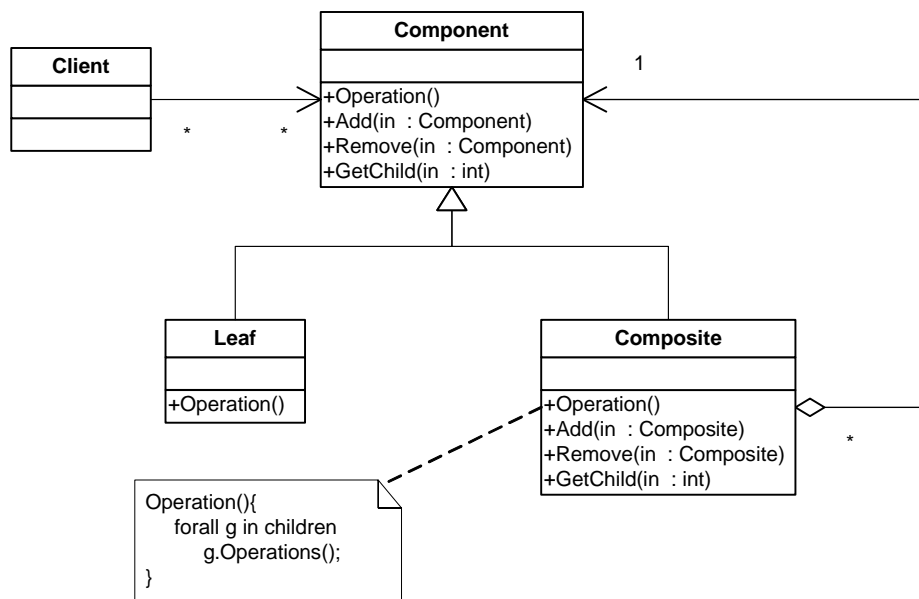 Component
Client
1
+Operation()
+Add(in : Component)
+Remove(in : Component)
+GetChild(in : int)
*
*
Leaf
+Operation()
Composite
+Operation()
+Add(in : Composite)
+Remove(in : Composite)
+GetChild(in : int)
*
Operation(){
forall g in children
g.Operations();
}